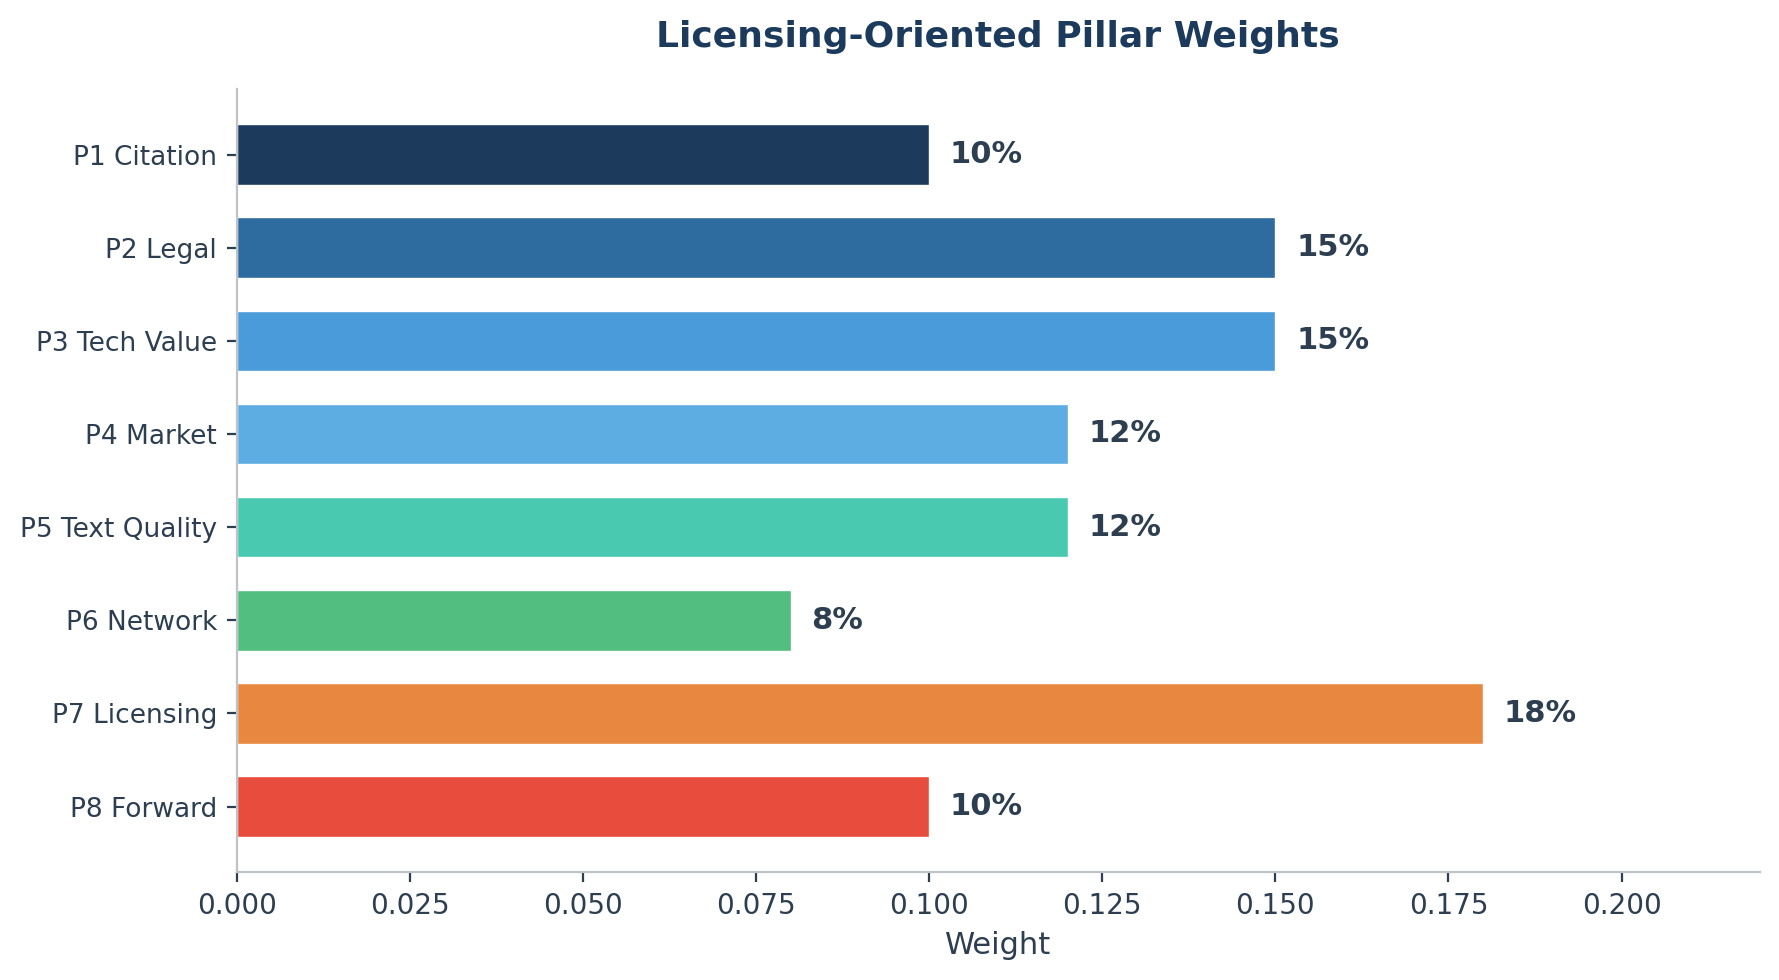 Licensing-Oriented Pillar Weights
P1 Citation 10%
P2 Legal 15%
P3 Tech Value 15%
P4 Market 12%
P5 Text Quality 12%
P6 Network 8%
P7 Licensing 18%
P8 Forward 10%
0.000 0.025 0.050 0.075 0.100 0.125 0.150 0.175 0.200
Weight